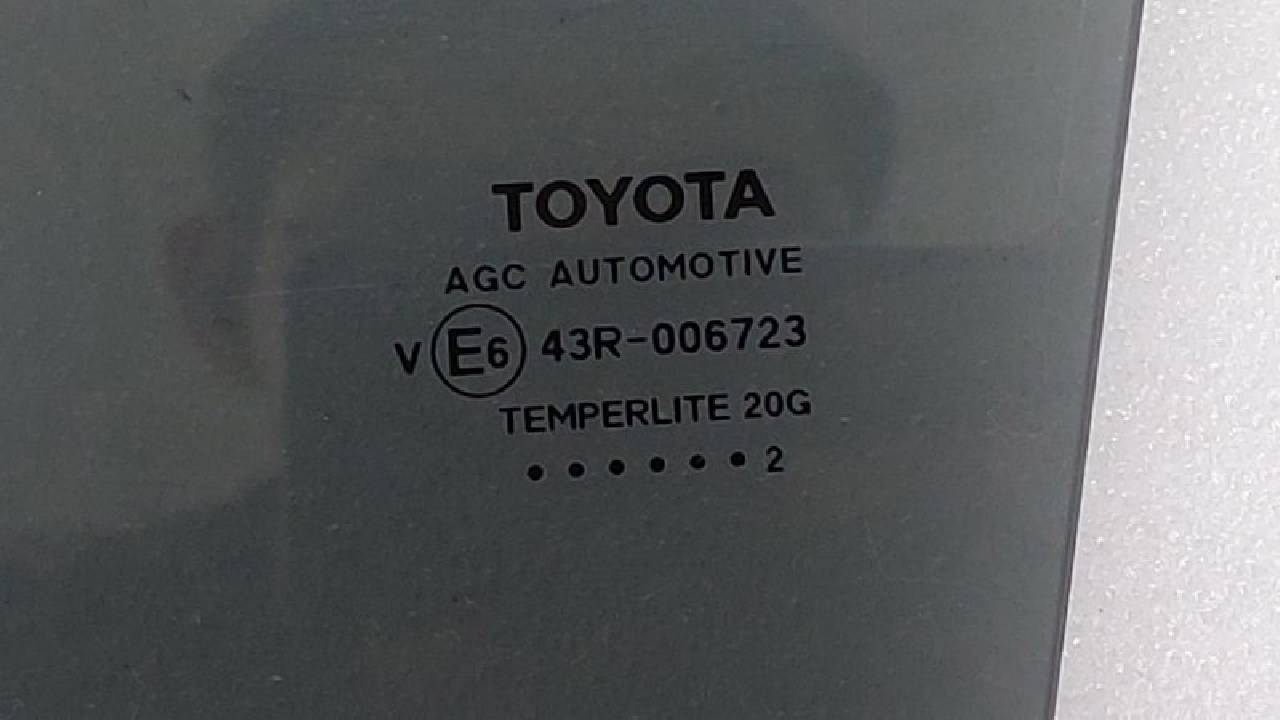 TOYOTA
AGC AUTOMOTIVE
V E6 43R-006723
TEMPERLITE 20G
• • • • • • 2